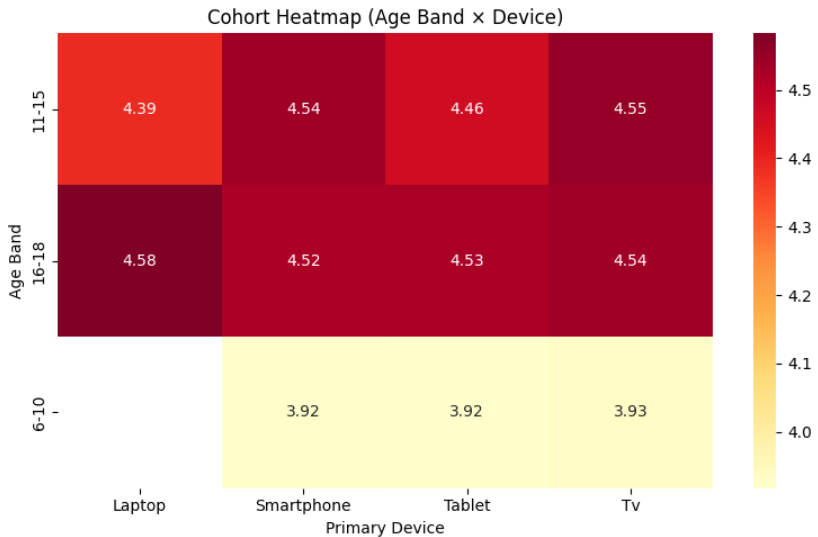 Cohort Heatmap (Age Band × Device)
Age Band
11-15
4.39 4.54 4.46 4.55
16-18
4.58 4.52 4.53 4.54
6-10
3.92 3.92 3.93
Laptop Smartphone Tablet Tv
Primary Device
4.5
4.4
4.3
4.2
4.1
4.0